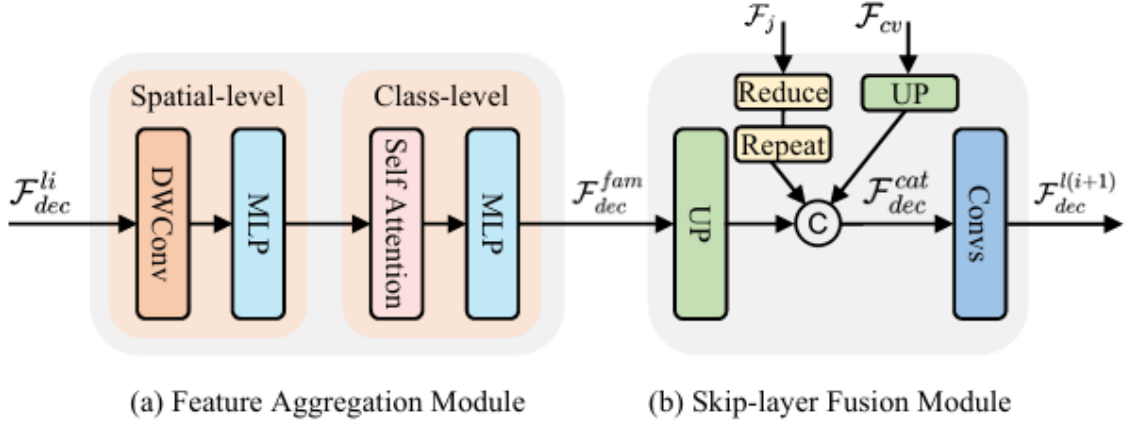 F_j
F_cv
Spatial-level
Class-level
Reduce
UP
Repeat
F_dec^li
DWConv
MLP
Self Attention
MLP
F_dec^fam
UP
C
F_dec^cat
Convs
F_dec^l(i+1)
(a) Feature Aggregation Module
(b) Skip-layer Fusion Module